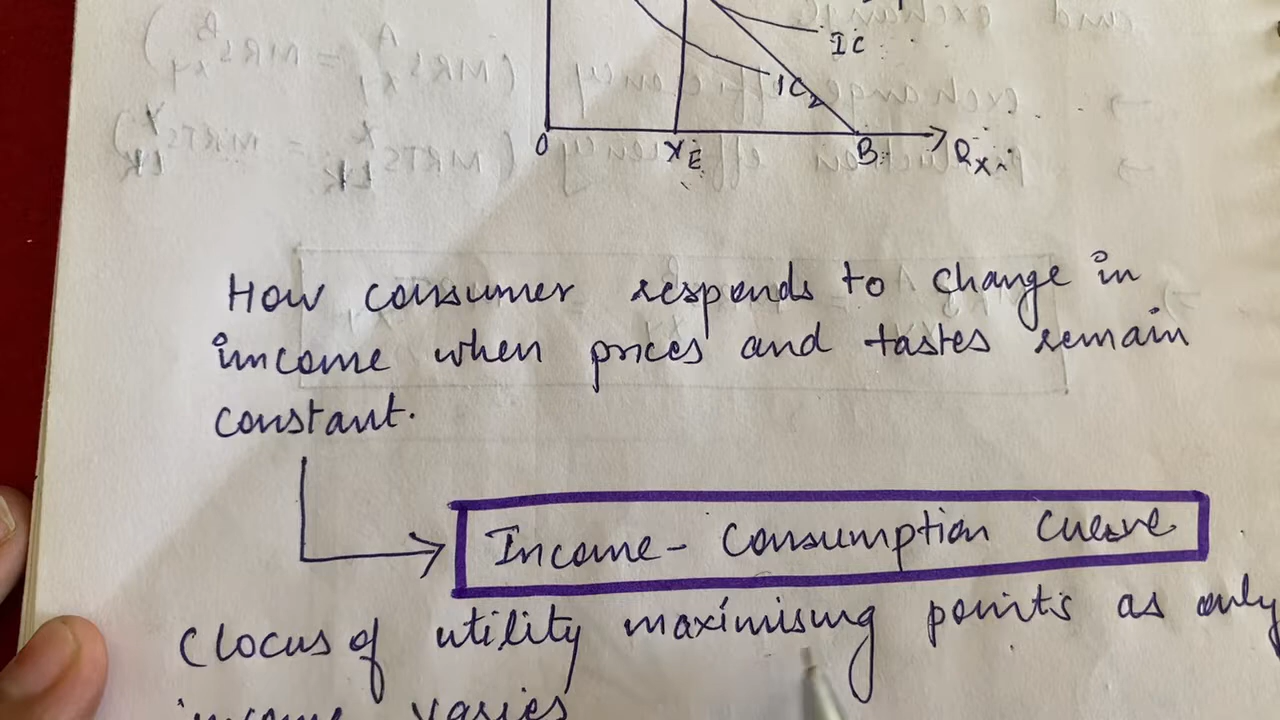 IC
IC2
O XE B Qx
How consumer responds to change in
income when prices and tastes remain
constant.
Income - Consumption Curve
(locus of utility maximising points as only
income varies